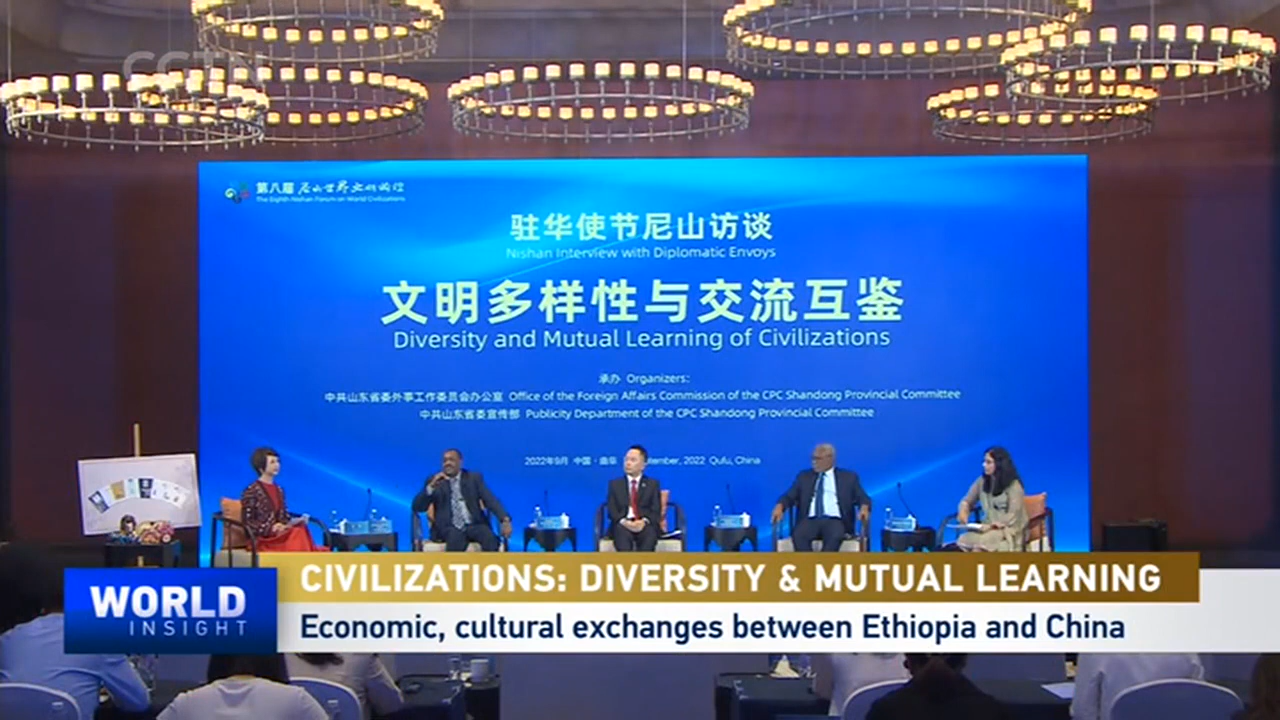 CGTN
第八届 尼山世界文明论坛
The Eighth Nishan Forum on World Civilizations
驻华使节尼山访谈
Nishan Interview with Diplomatic Envoys
文明多样性与交流互鉴
Diversity and Mutual Learning of Civilizations
承办 Organizers:
中共山东省委外事工作委员会办公室 Office of the Foreign Affairs Commission of the CPC Shandong Provincial Committee
中共山东省委宣传部 Publicity Department of the CPC Shandong Provincial Committee
2022年9月 中国·曲阜 tember, 2022 Qufu, China
CIVILIZATIONS: DIVERSITY & MUTUAL LEARNING
WORLD
INSIGHT
Economic, cultural exchanges between Ethiopia and China